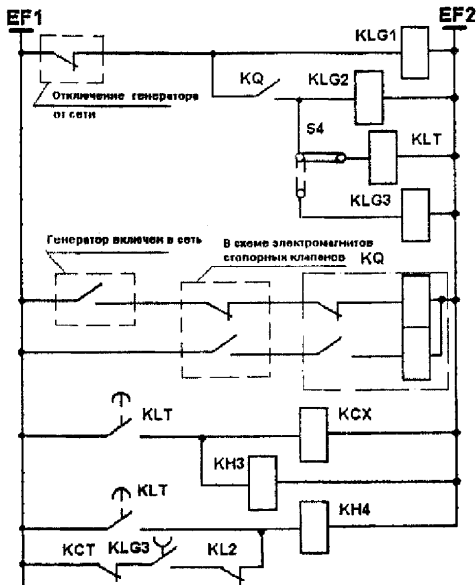 EF1 EF2
KLG1
KQ KLG2
Отключение генератора
от сети
S4
KLT
KLG3
Генератор включен в сеть
В схеме электромагнитов
стопорных клапанов KQ
KLT KCX
KH3
KLT KH4
KCT KLG3 KL2